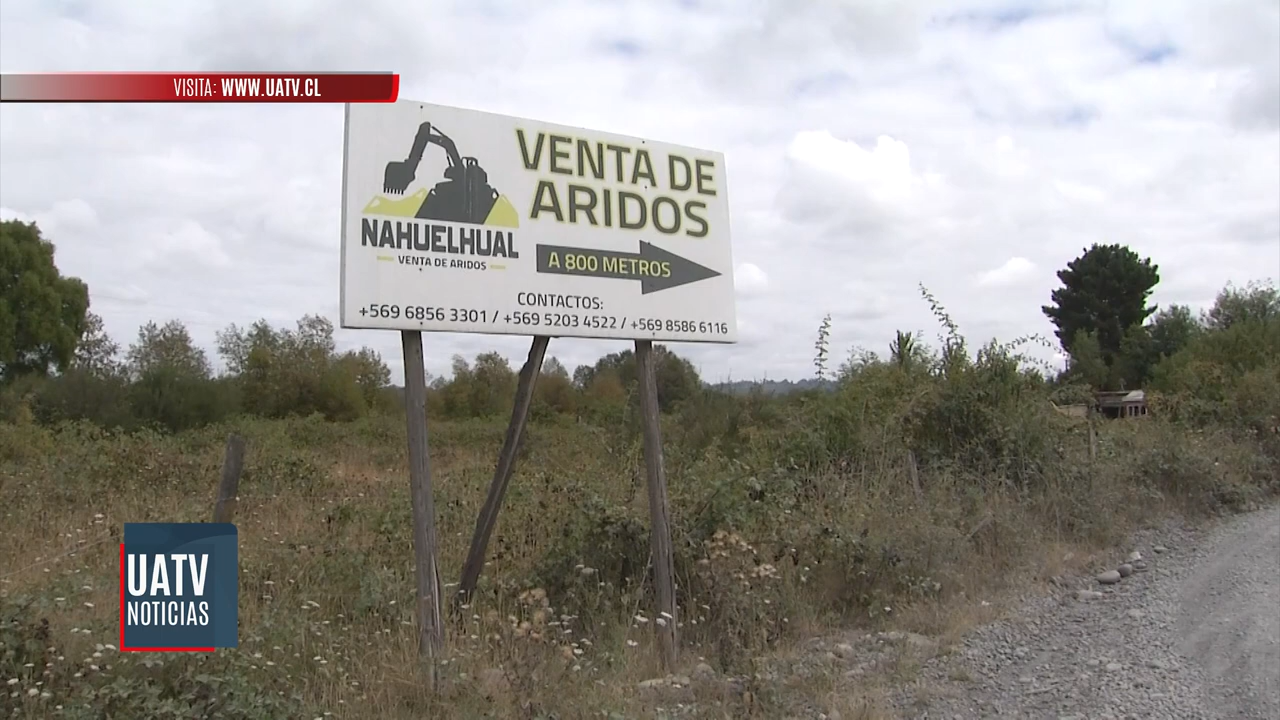 VISITA: WWW.UATV.CL
VENTA DE
ARIDOS
NAHUELHUAL
VENTA DE ARIDOS
A 800 METROS
CONTACTOS:
+569 6856 3301 / +569 5203 4522 / +569 8586 6116
UATV
NOTICIAS